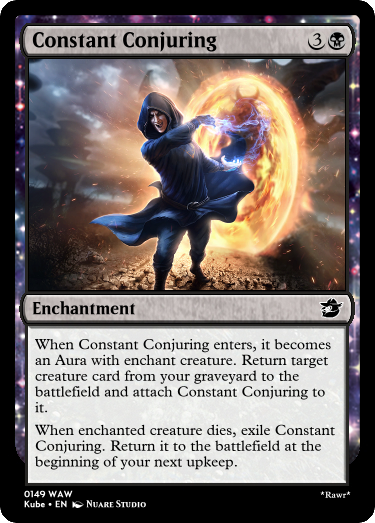 Constant Conjuring 3
Enchantment
When Constant Conjuring enters, it becomes
an Aura with enchant creature. Return target
creature card from your graveyard to the
battlefield and attach Constant Conjuring to
it.
When enchanted creature dies, exile Constant
Conjuring. Return it to the battlefield at the
beginning of your next upkeep.
0149 WAW
Kube • EN NUARE STUDIO
*Rawr*